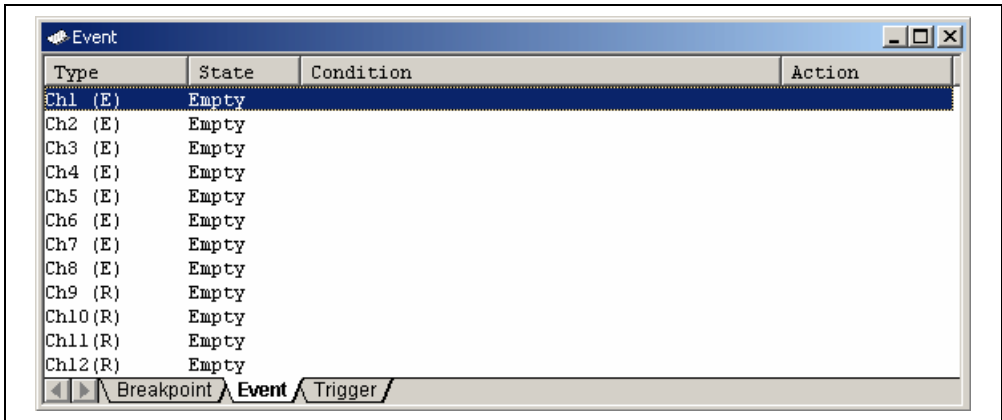 Event
Type State Condition Action
Ch1 (E) Empty
Ch2 (E) Empty
Ch3 (E) Empty
Ch4 (E) Empty
Ch5 (E) Empty
Ch6 (E) Empty
Ch7 (E) Empty
Ch8 (E) Empty
Ch9 (R) Empty
Ch10(R) Empty
Ch11(R) Empty
Ch12(R) Empty
Breakpoint Event Trigger